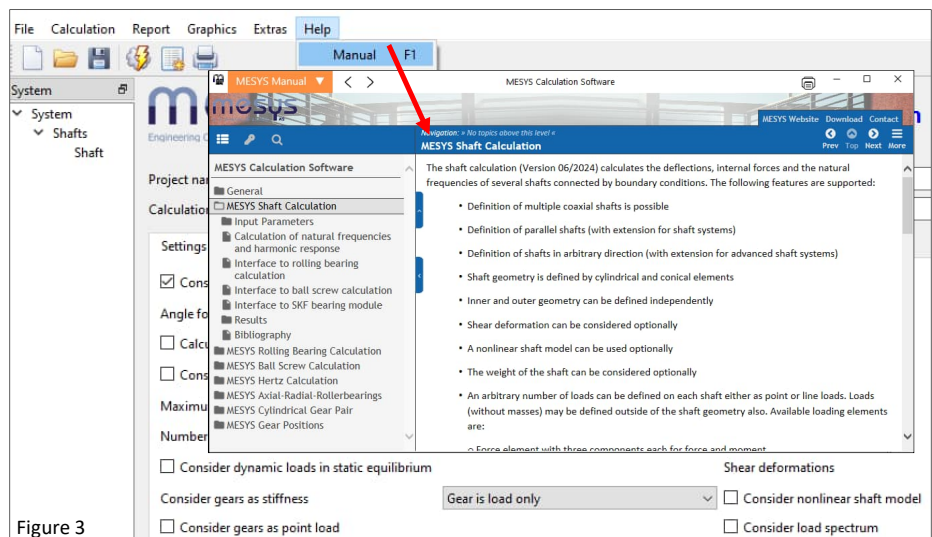 File Calculation Report Graphics Extras Help
Manual F1
System
System
Shafts
Shaft
mesys
Engineering C
Project nar
Calculation
Settings
Cons
Angle fo
Calcu
Cons
Maximu
Number
MESYS Manual
MESYS Calculation Software
MESYS Website Download Contact
Navigation: » No topics above this level «
MESYS Shaft Calculation
Prev Top Next More
MESYS Calculation Software
General
MESYS Shaft Calculation
Input Parameters
Calculation of natural frequencies
and harmonic response
Interface to rolling bearing
calculation
Interface to ball screw calculation
Interface to SKF bearing module
Results
Bibliography
MESYS Rolling Bearing Calculation
MESYS Ball Screw Calculation
MESYS Hertz Calculation
MESYS Axial-Radial-Rollerbearings
MESYS Cylindrical Gear Pair
MESYS Gear Positions
The shaft calculation (Version 06/2024) calculates the deflections, internal forces and the natural
frequencies of several shafts connected by boundary conditions. The following features are supported:
• Definition of multiple coaxial shafts is possible
• Definition of parallel shafts (with extension for shaft systems)
• Definition of shafts in arbitrary direction (with extension for advanced shaft systems)
• Shaft geometry is defined by cylindrical and conical elements
• Inner and outer geometry can be defined independently
• Shear deformation can be considered optionally
• A nonlinear shaft model can be used optionally
• The weight of the shaft can be considered optionally
• An arbitrary number of loads can be defined on each shaft either as point or line loads. Loads
(without masses) may be defined outside of the shaft geometry also. Available loading elements
are:
○ Force element with three components each for force and moment
Consider dynamic loads in static equilibrium
Shear deformations
Consider gears as stiffness
Gear is load only
Consider nonlinear shaft model
Consider gears as point load
Consider load spectrum
Figure 3